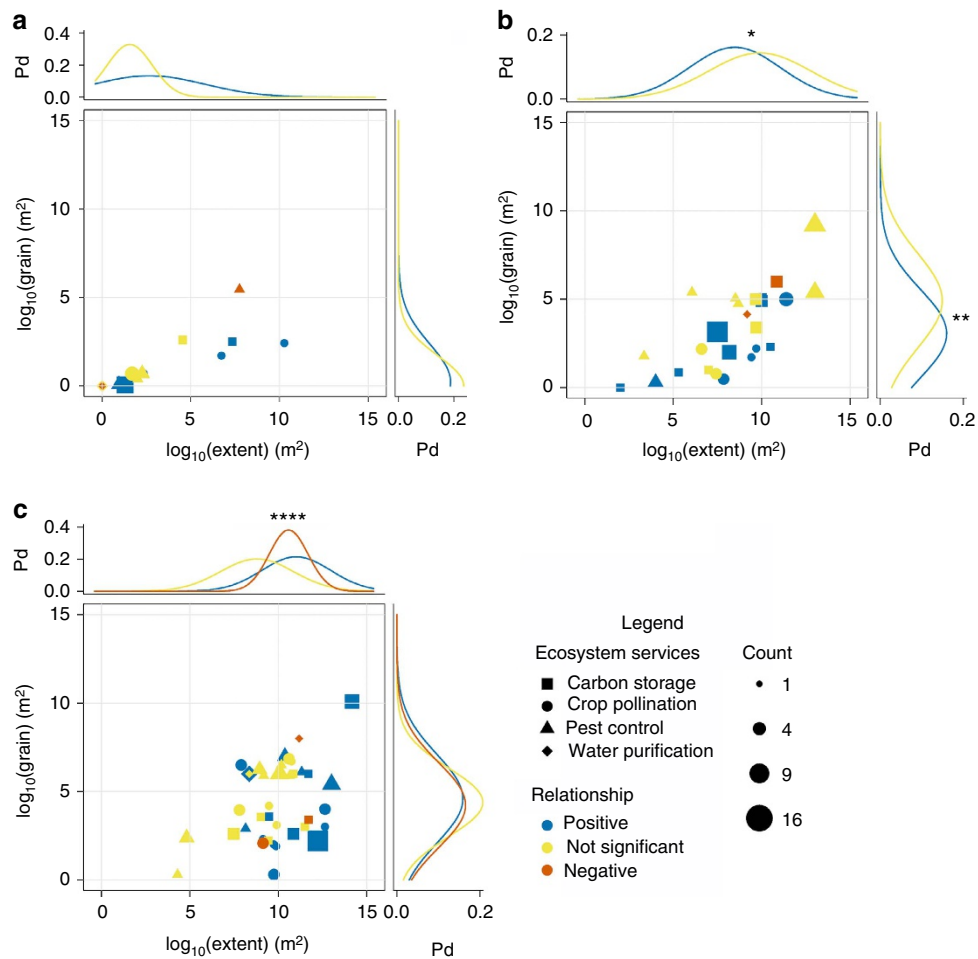 a
Pd
0.4
0.2
0.0
log10(grain) (m2)
15
10
5
0
0 5 10 15
log10(extent) (m2)
0.0 0.2
Pd
b
Pd
0.2
0.0
*
log10(grain) (m2)
15
10
5
0
**
0 5 10 15
log10(extent) (m2)
0.0 0.2
Pd
c
Pd
0.4
0.2
0.0
****
log10(grain) (m2)
15
10
5
0
0 5 10 15
log10(extent) (m2)
0.0 0.2
Pd
Legend
Ecosystem services
Carbon storage
Crop pollination
Pest control
Water purification
Relationship
Positive
Not significant
Negative
Count
1
4
9
16